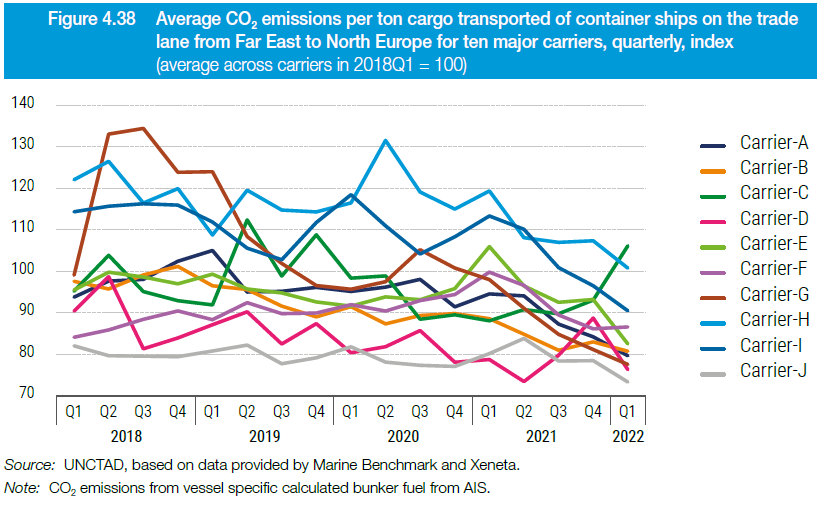 Figure 4.38 Average CO₂ emissions per ton cargo transported of container ships on the trade
lane from Far East to North Europe for ten major carriers, quarterly, index
(average across carriers in 2018Q1 = 100)
140
130
120
110
100
90
80
70
Q1 Q2 Q3 Q4 Q1 Q2 Q3 Q4 Q1 Q2 Q3 Q4 Q1 Q2 Q3 Q4 Q1
2018 2019 2020 2021 2022
Carrier-A
Carrier-B
Carrier-C
Carrier-D
Carrier-E
Carrier-F
Carrier-G
Carrier-H
Carrier-I
Carrier-J
Source: UNCTAD, based on data provided by Marine Benchmark and Xeneta.
Note: CO₂ emissions from vessel specific calculated bunker fuel from AIS.